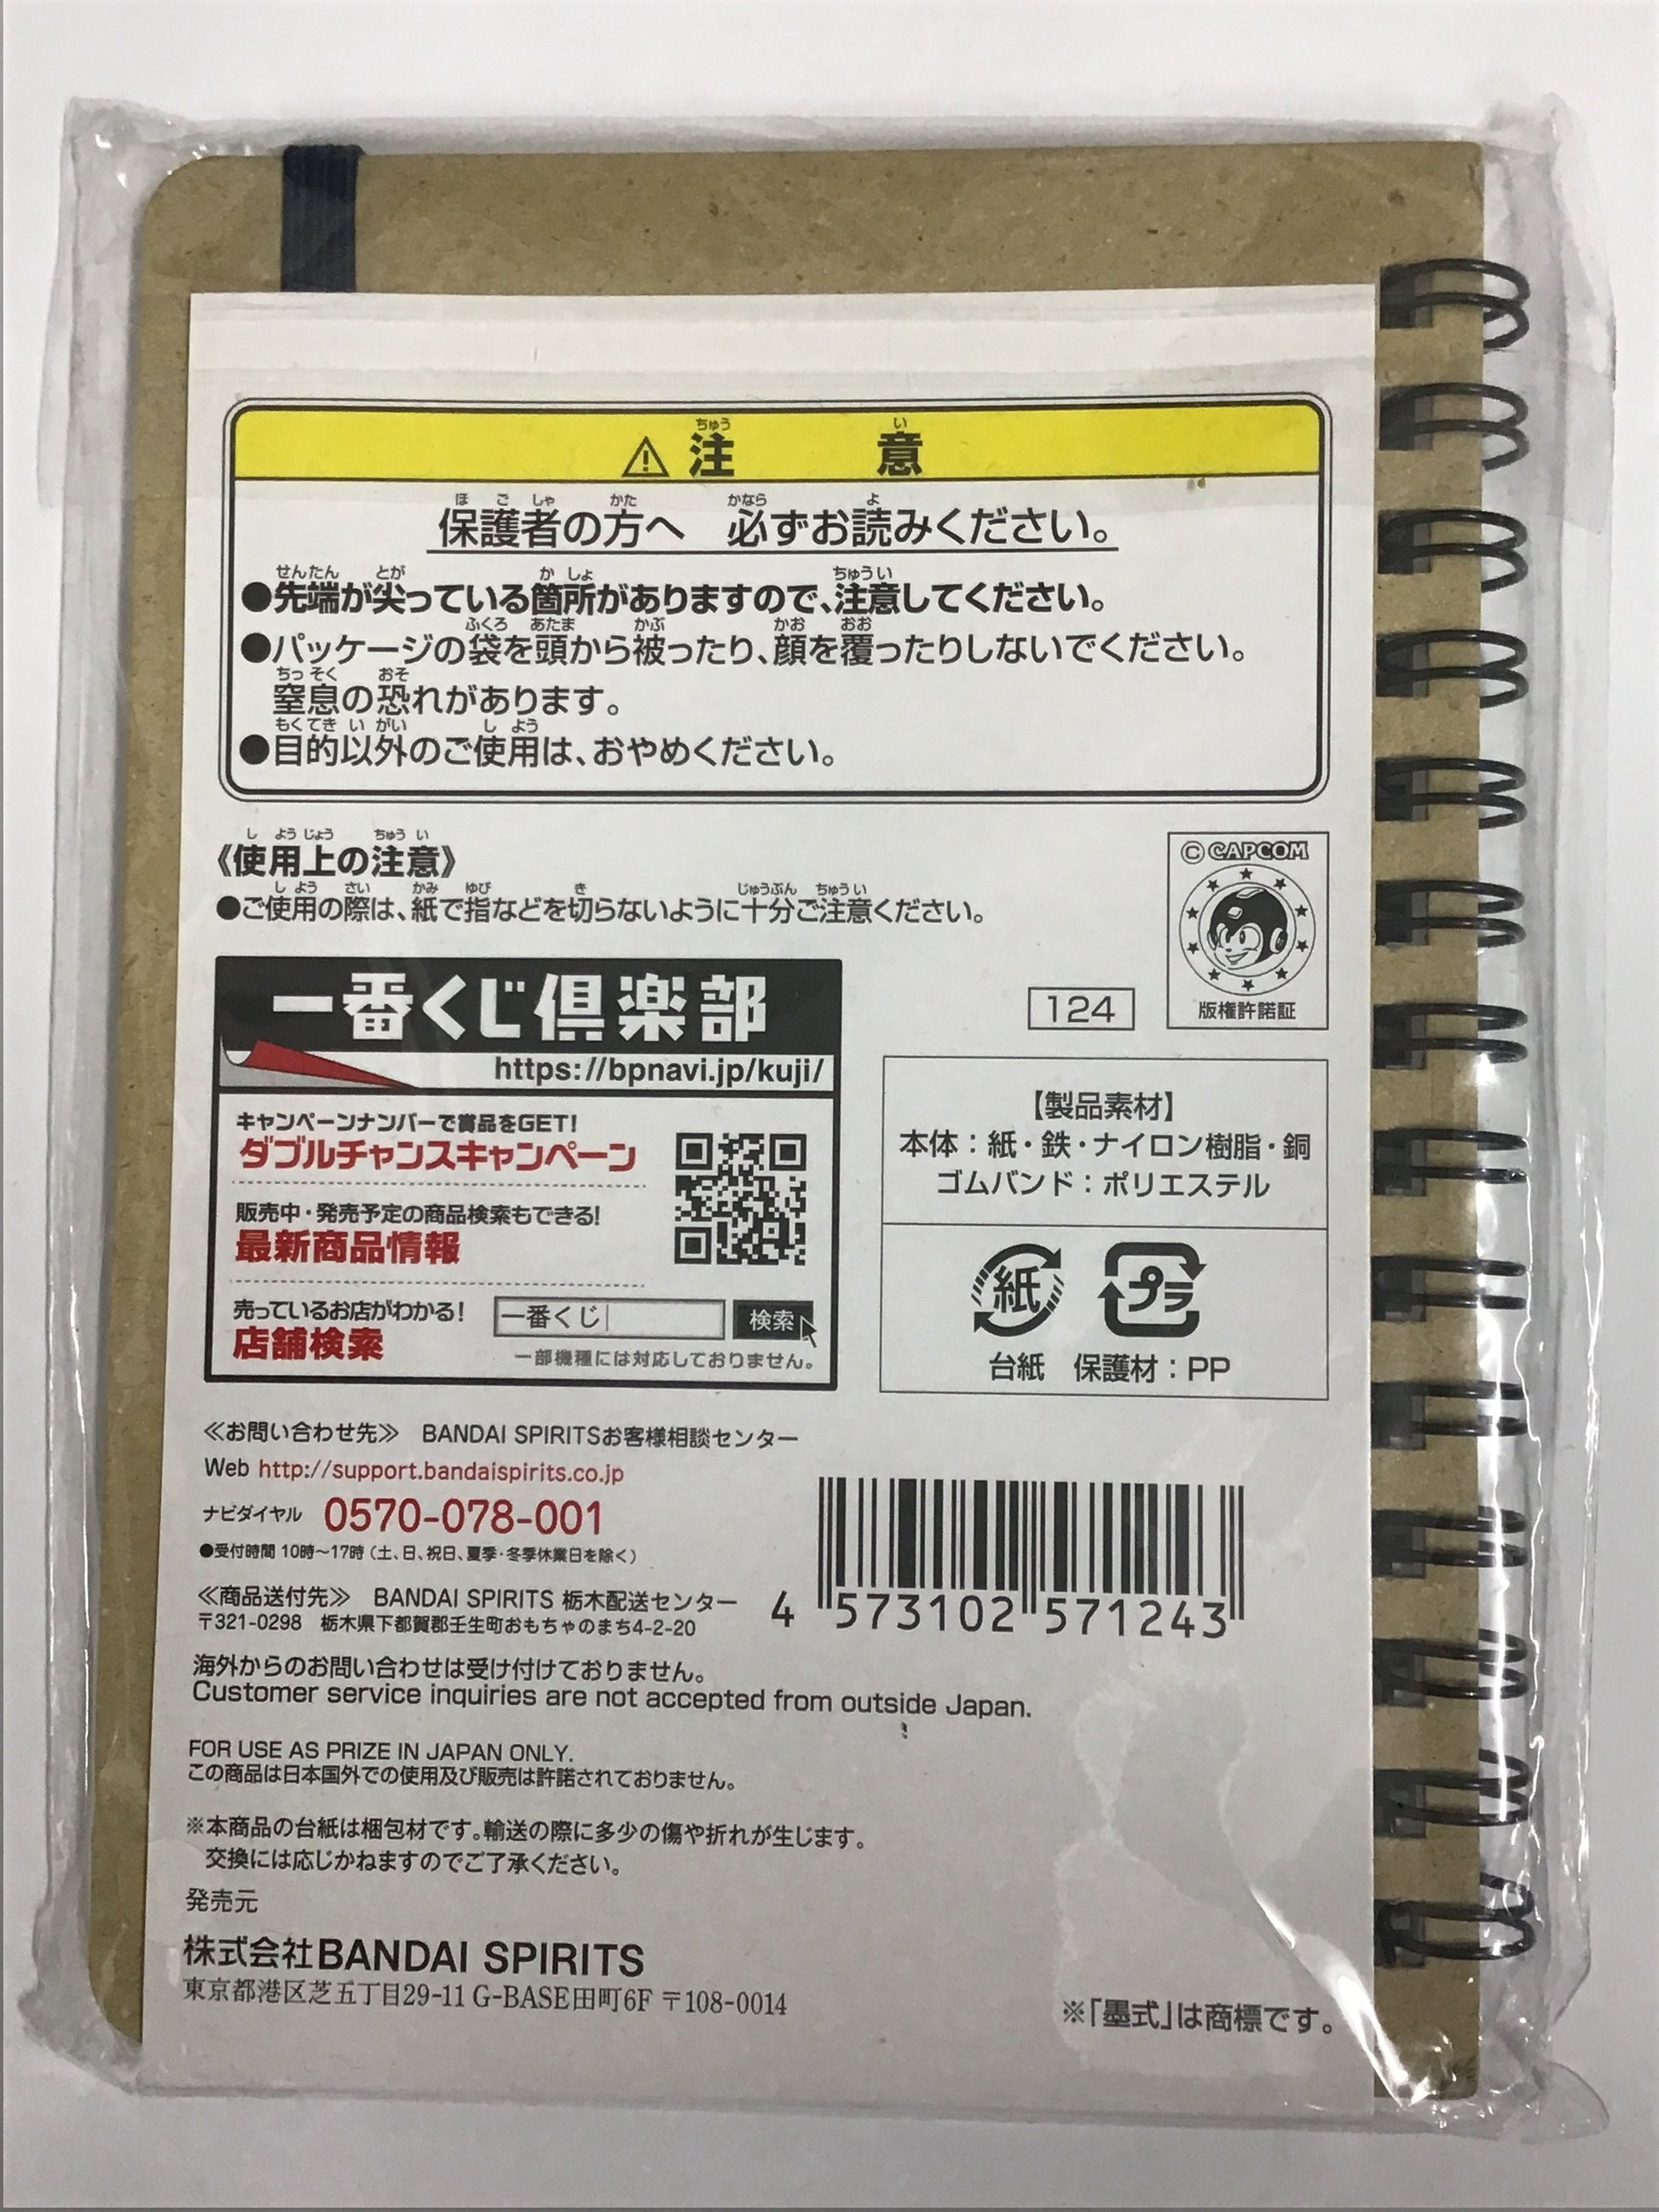 ⚠注 意
保護者の方へ 必ずお読みください。
●先端が尖っている箇所がありますので、注意してください。
●パッケージの袋を頭から被ったり、顔を覆ったりしないでください。
窒息の恐れがあります。
●目的以外のご使用は、おやめください。
《使用上の注意》
●ご使用の際は、紙で指などを切らないように十分ご注意ください。
© CAPCOM
版権許諾証
124
一番くじ倶楽部
https://bpnavi.jp/kuji/
キャンペーンナンバーで賞品をGET!
ダブルチャンスキャンペーン
販売中・発売予定の商品検索もできる!
最新商品情報
売っているお店がわかる!
店舗検索
一番くじ 検索
一部機種には対応しておりません。
【製品素材】
本体:紙・鉄・ナイロン樹脂・銅
ゴムバンド:ポリエステル
紙 プラ
台紙 保護材:PP
≪お問い合わせ先≫ BANDAI SPIRITSお客様相談センター
Web http://support.bandaispirits.co.jp
ナビダイヤル 0570-078-001
●受付時間 10時~17時(土、日、祝日、夏季・冬季休業日を除く)
≪商品送付先≫ BANDAI SPIRITS 栃木配送センター
〒321-0298 栃木県下都賀郡壬生町おもちゃのまち4-2-20
4 573102 571243
海外からのお問い合わせは受け付けておりません。
Customer service inquiries are not accepted from outside Japan.
FOR USE AS PRIZE IN JAPAN ONLY.
この商品は日本国外での使用及び販売は許諾されておりません。
※本商品の台紙は梱包材です。輸送の際に多少の傷や折れが生じます。
交換には応じかねますのでご了承ください。
発売元
株式会社BANDAI SPIRITS
東京都港区芝五丁目29-11 G-BASE田町6F 〒108-0014
※「墨式」は商標です。